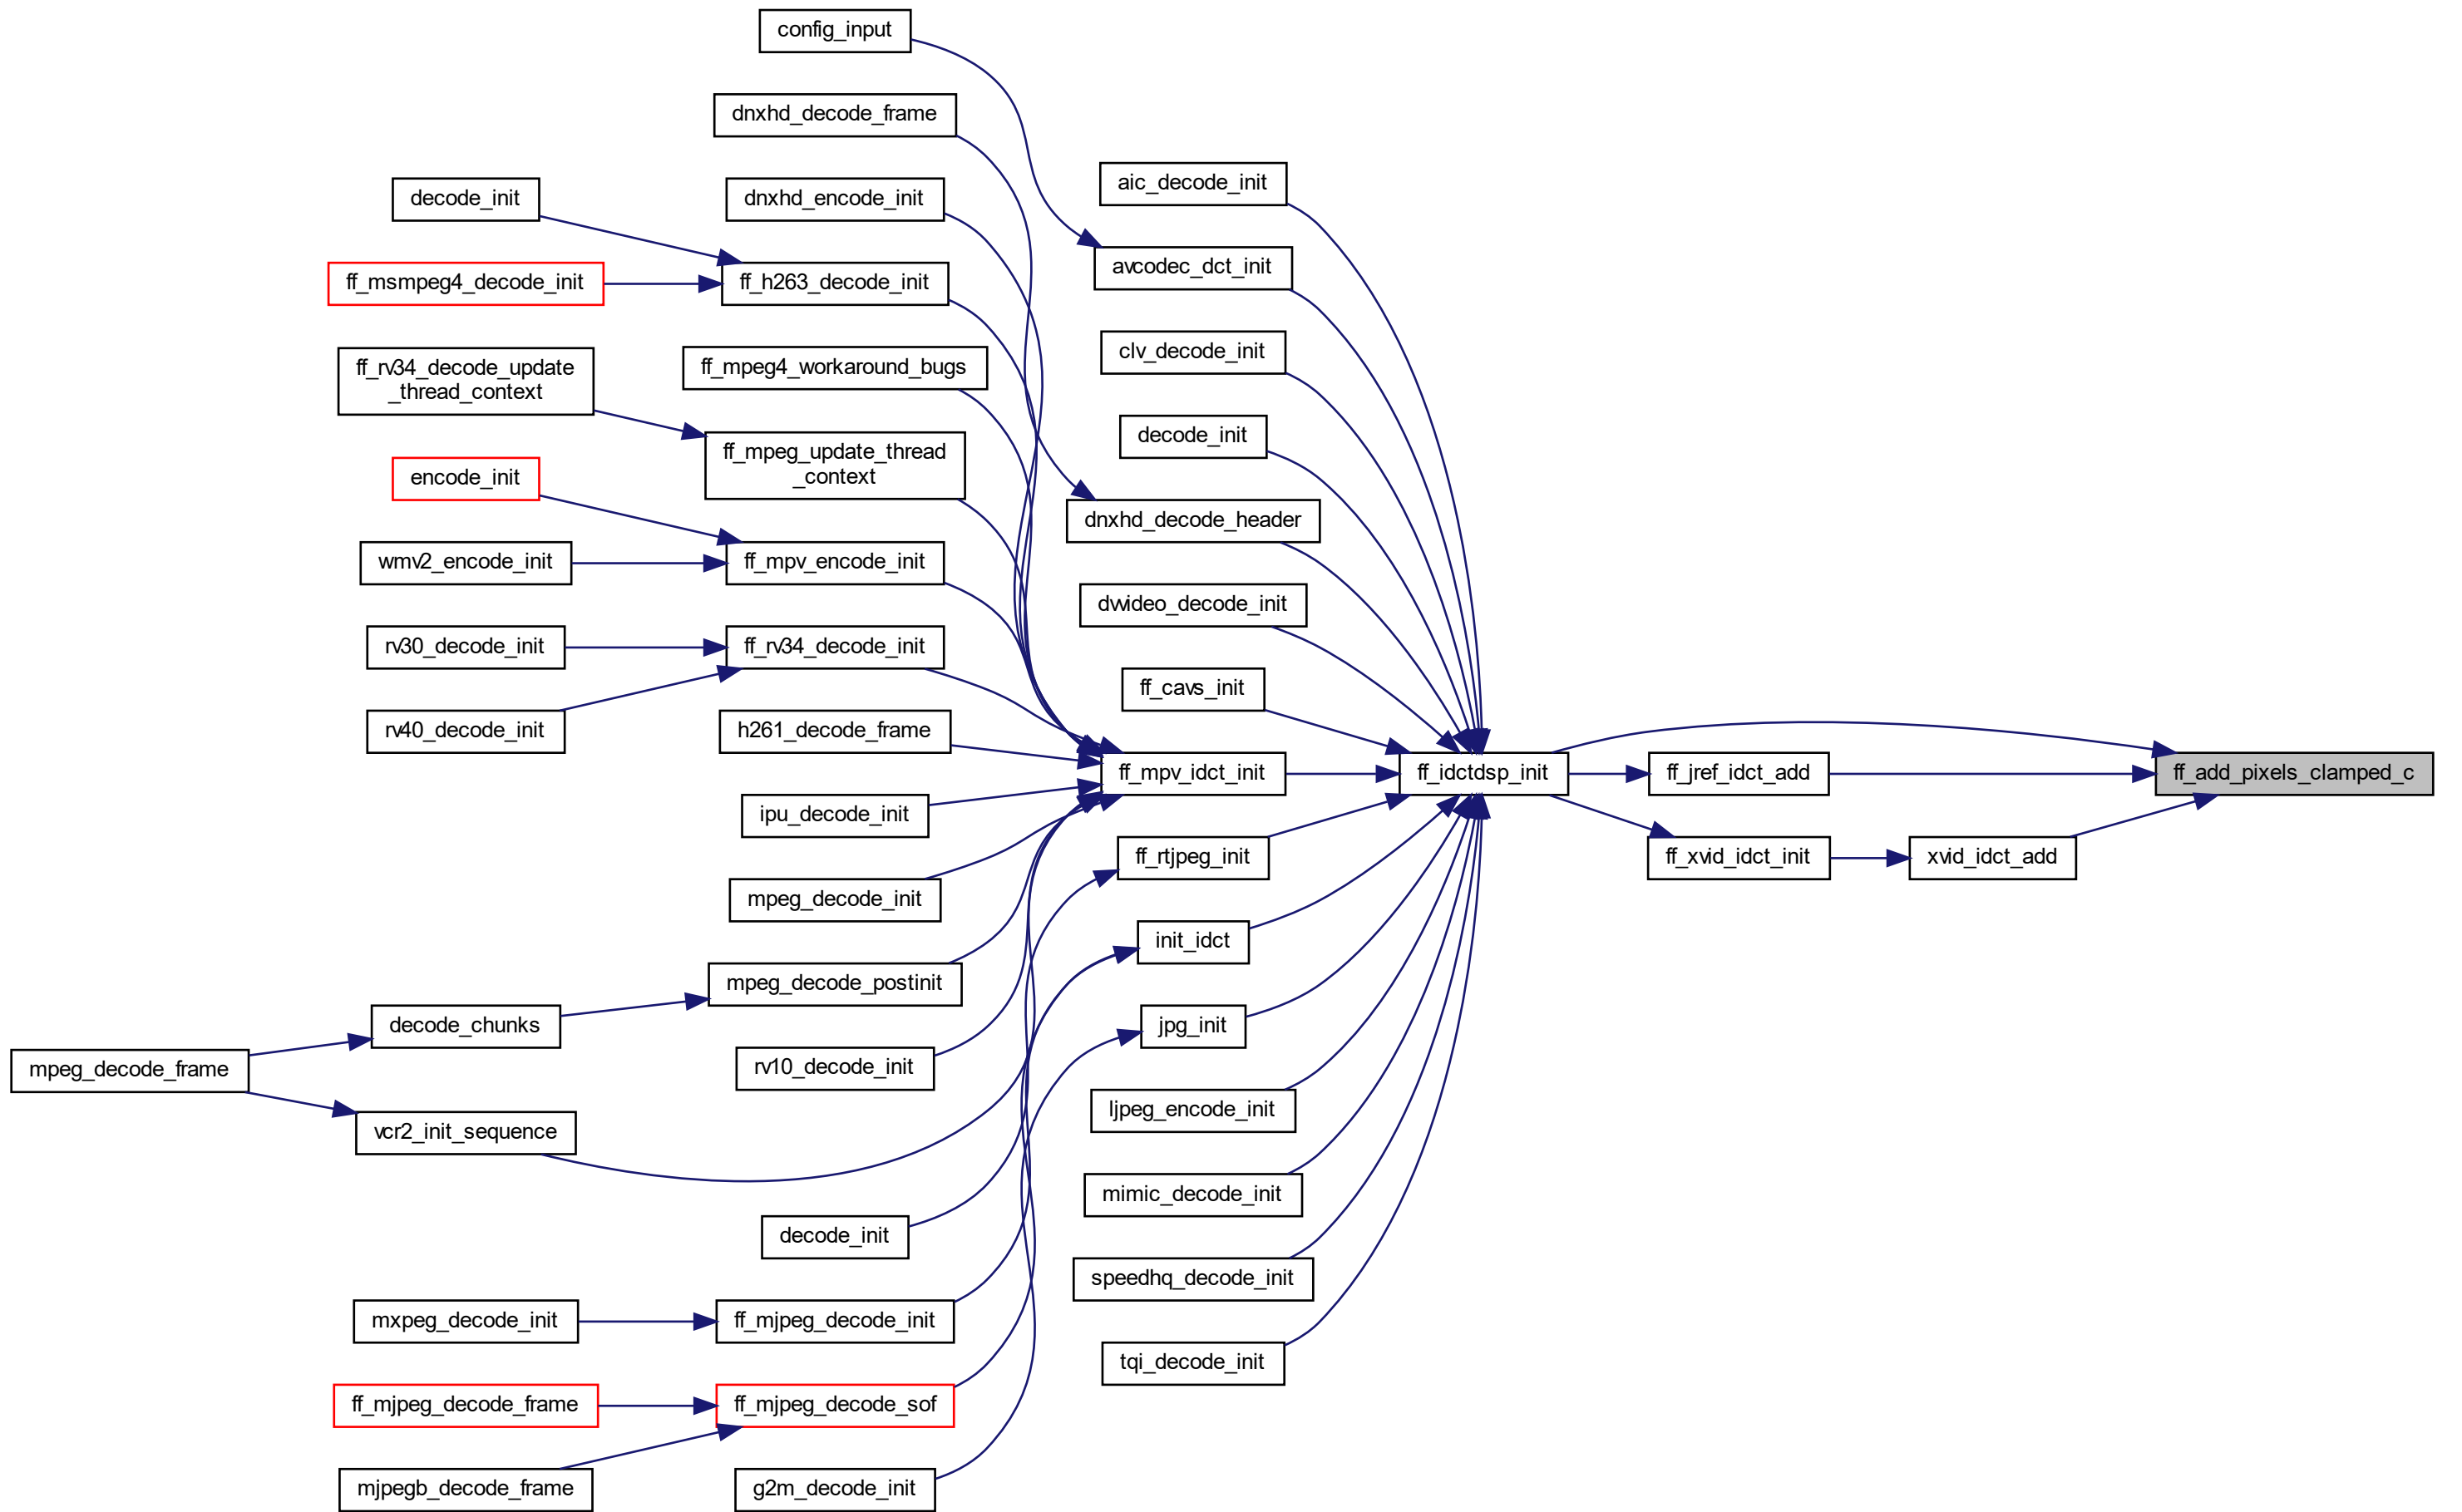 config_input
dnxhd_decode_frame
aic_decode_init
decode_init
dnxhd_encode_init
avcodec_dct_init
ff_msmpeg4_decode_init
ff_h263_decode_init
clv_decode_init
ff_rv34_decode_update
_thread_context
ff_mpeg4_workaround_bugs
decode_init
ff_mpeg_update_thread
_context
encode_init
dnxhd_decode_header
wmv2_encode_init
ff_mpv_encode_init
dvvideo_decode_init
rv30_decode_init
ff_rv34_decode_init
ff_cavs_init
rv40_decode_init
h261_decode_frame
ff_mpv_idct_init
ff_idctdsp_init
ff_jref_idct_add
ff_add_pixels_clamped_c
ipu_decode_init
ff_rtjpeg_init
ff_xvid_idct_init
xvid_idct_add
mpeg_decode_init
init_idct
mpeg_decode_postinit
decode_chunks
jpg_init
mpeg_decode_frame
rv10_decode_init
ljpeg_encode_init
vcr2_init_sequence
mimic_decode_init
decode_init
speedhq_decode_init
mxpeg_decode_init
ff_mjpeg_decode_init
tqi_decode_init
ff_mjpeg_decode_frame
ff_mjpeg_decode_sof
mjpegb_decode_frame
g2m_decode_init